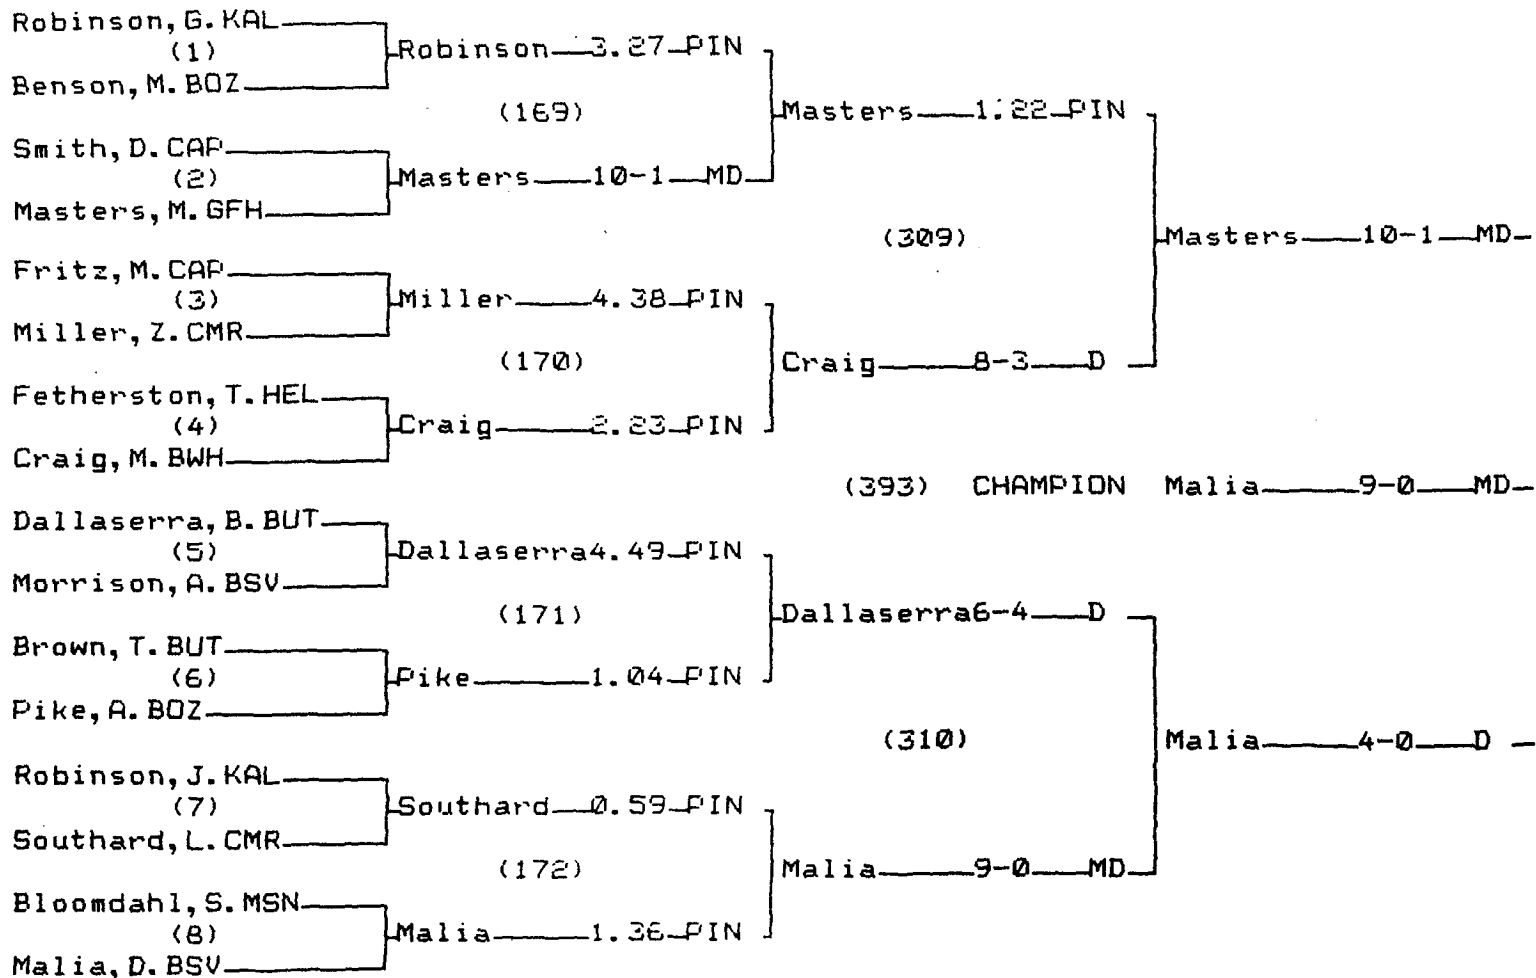 Robinson, G. KAL
(1)
Robinson 3.27 PIN
Benson, M. BOZ
(169)
Masters 1.22 PIN
Smith, D. CAP
(2)
Masters 10-1 MD
Masters, M. GFH
(309)
Masters 10-1 MD
Fritz, M. CAP
(3)
Miller 4.38 PIN
Miller, Z. CMR
(170)
Craig 8-3 D
Fetherston, T. HEL
(4)
Craig 2.23 PIN
Craig, M. BWH
(393) CHAMPION Malia 9-0 MD
Dallaserra, B. BUT
(5)
Dallaserra4.49 PIN
Morrison, A. BSV
(171)
Dallaserra6-4 D
Brown, T. BUT
(6)
Pike 1.04 PIN
Pike, A. BOZ
(310)
Malia 4-0 D
Robinson, J. KAL
(7)
Southard 0.59 PIN
Southard, L. CMR
(172)
Malia 9-0 MD
Bloomdahl, S. MSN
(8)
Malia 1.36 PIN
Malia, D. BSV